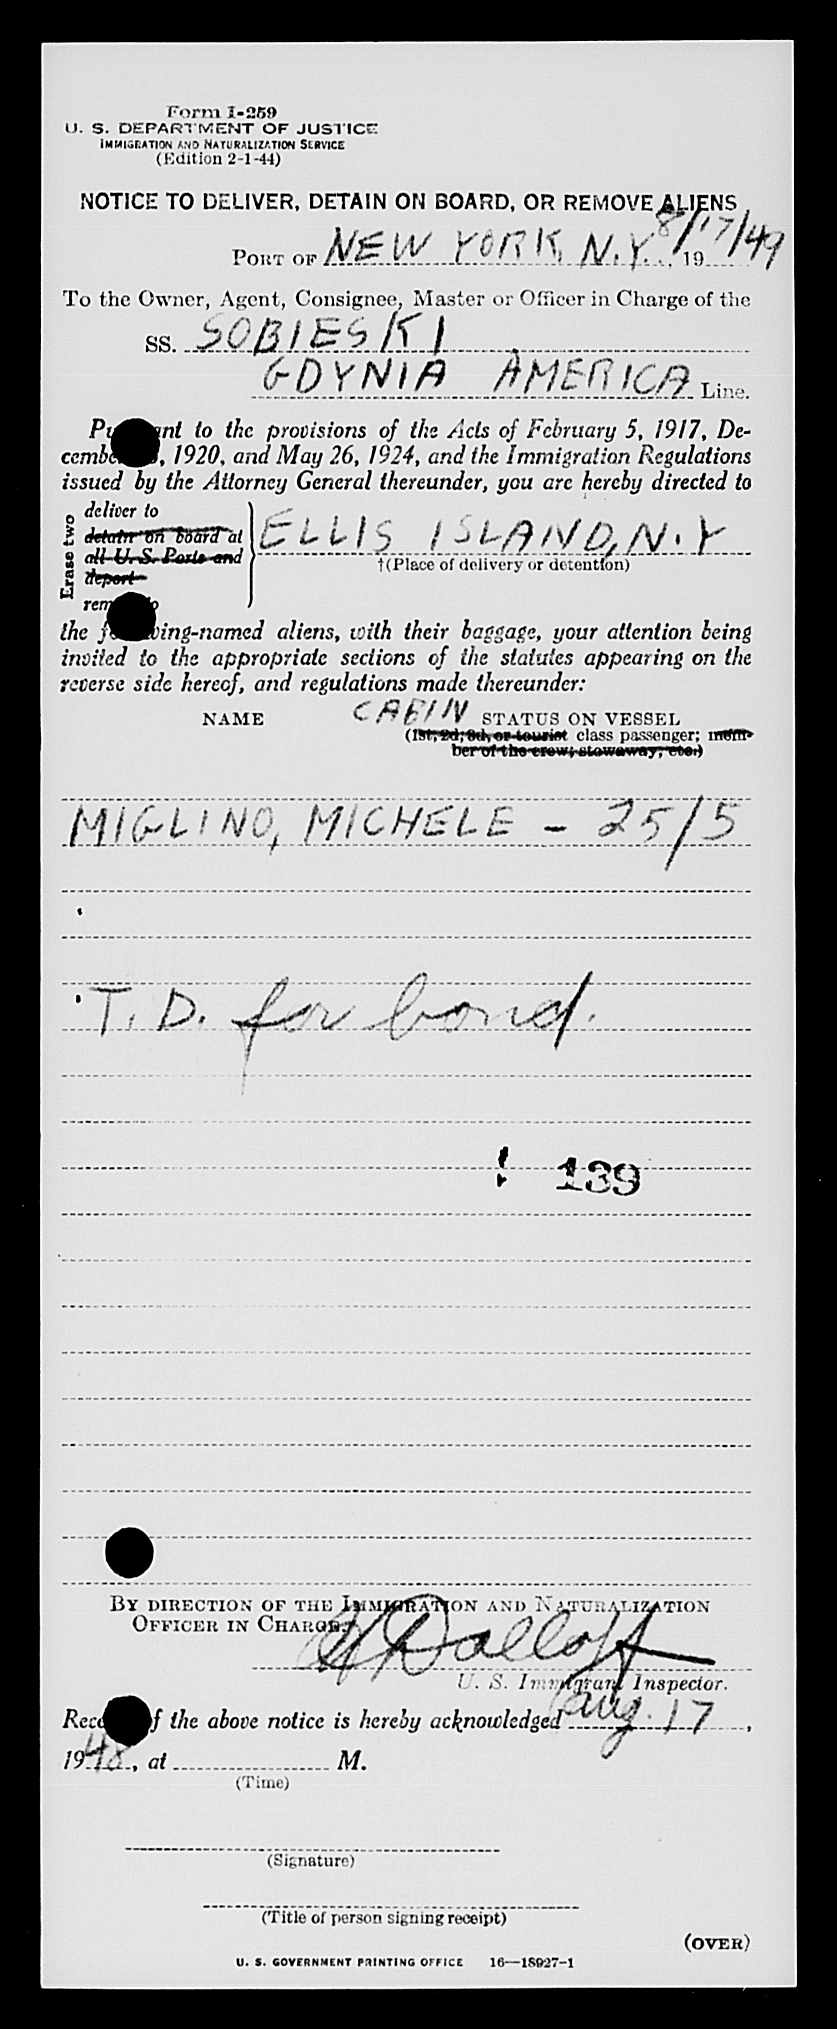 Form I-259
U. S. DEPARTMENT OF JUSTICE
IMMIGRATION AND NATURALIZATION SERVICE
(Edition 2-1-44)
NOTICE TO DELIVER, DETAIN ON BOARD, OR REMOVE ALIENS
PORT OF NEW YORK, N.Y., 19 8/17/49
To the Owner, Agent, Consignee, Master or Officer in Charge of the
SS. SOBIESKI
GDYNIA AMERICA Line.
ant to the provisions of the Acts of February 5, 1917, De-
cembe , 1920, and May 26, 1924, and the Immigration Regulations
issued by the Attorney General thereunder, you are hereby directed to
Erase two
deliver to
detain on board at
all U. S. Ports and
deport
rem o
ELLIS ISLAND, N.Y
†(Place of delivery or detention)
the f wing-named aliens, with their baggage, your attention being
invited to the appropriate sections of the statutes appearing on the
reverse side hereof, and regulations made thereunder:
NAME CABIN STATUS ON VESSEL
(1st, 2d, 3d, or tourist class passenger; mem-
ber of the crew; stowaway, etc.)
MIGLINO, MICHELE - 25/5
T. D. for bond.
139
BY DIRECTION OF THE IMMIGRATION AND NATURALIZATION
OFFICER IN CHARGE.
U. S. Immigrant Inspector.
Rece f the above notice is hereby acknowledged Aug. 17,
1948, at M.
(Time)
(Signature)
(Title of person signing receipt)
(OVER)
U. S. GOVERNMENT PRINTING OFFICE 16—18927-1